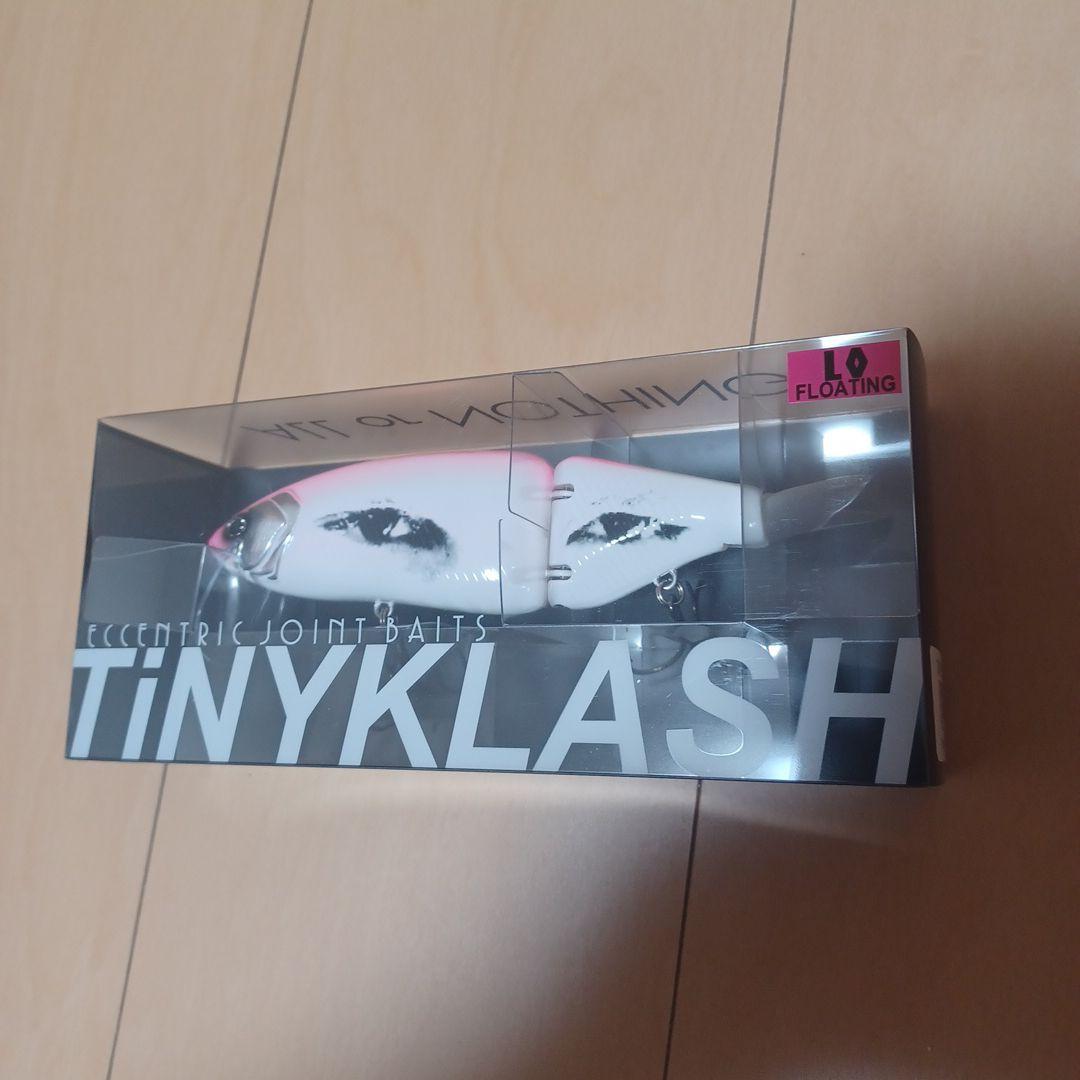 ALL or NOTHING
LO
FLOATING
ECCENTRIC JOINT BAITS
TiNYKLASH